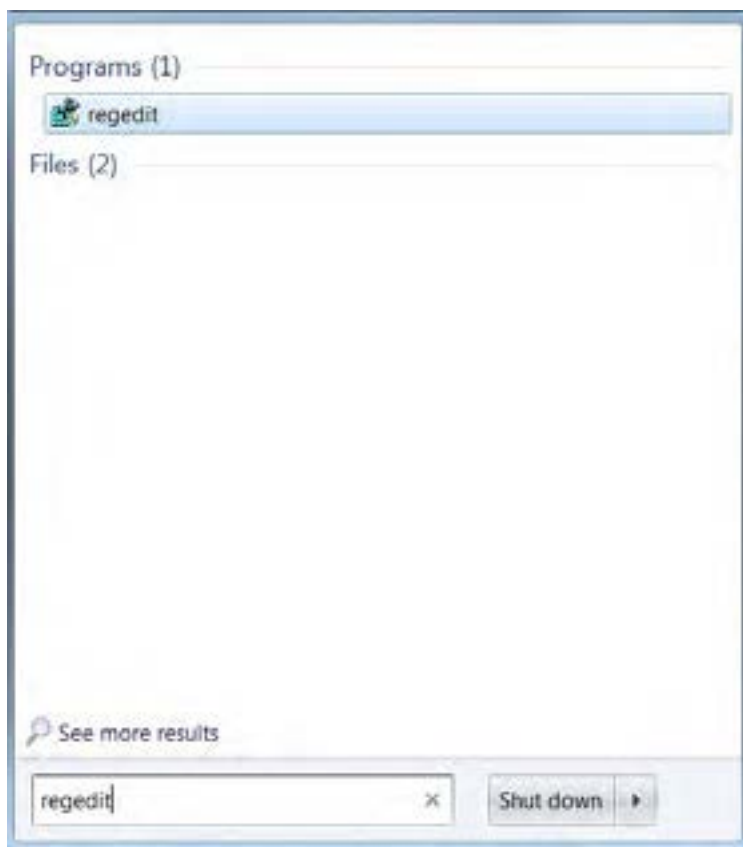 Programs (1)
regedit
Files (2)
See more results
regedit
Shut down